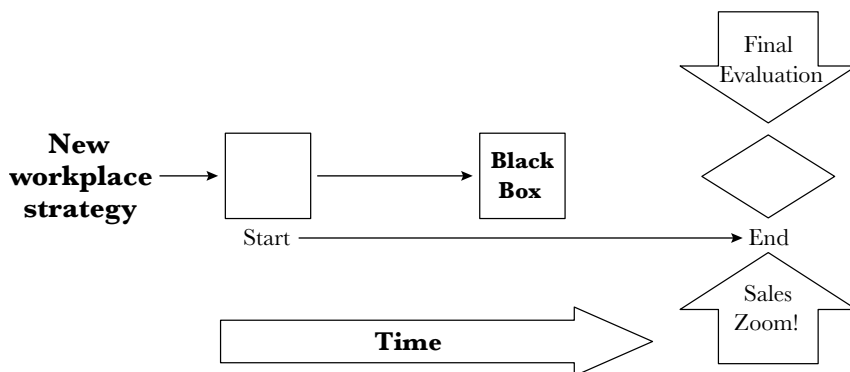 Final
Evaluation
New
workplace
strategy
Black
Box
Start
End
Sales
Zoom!
Time